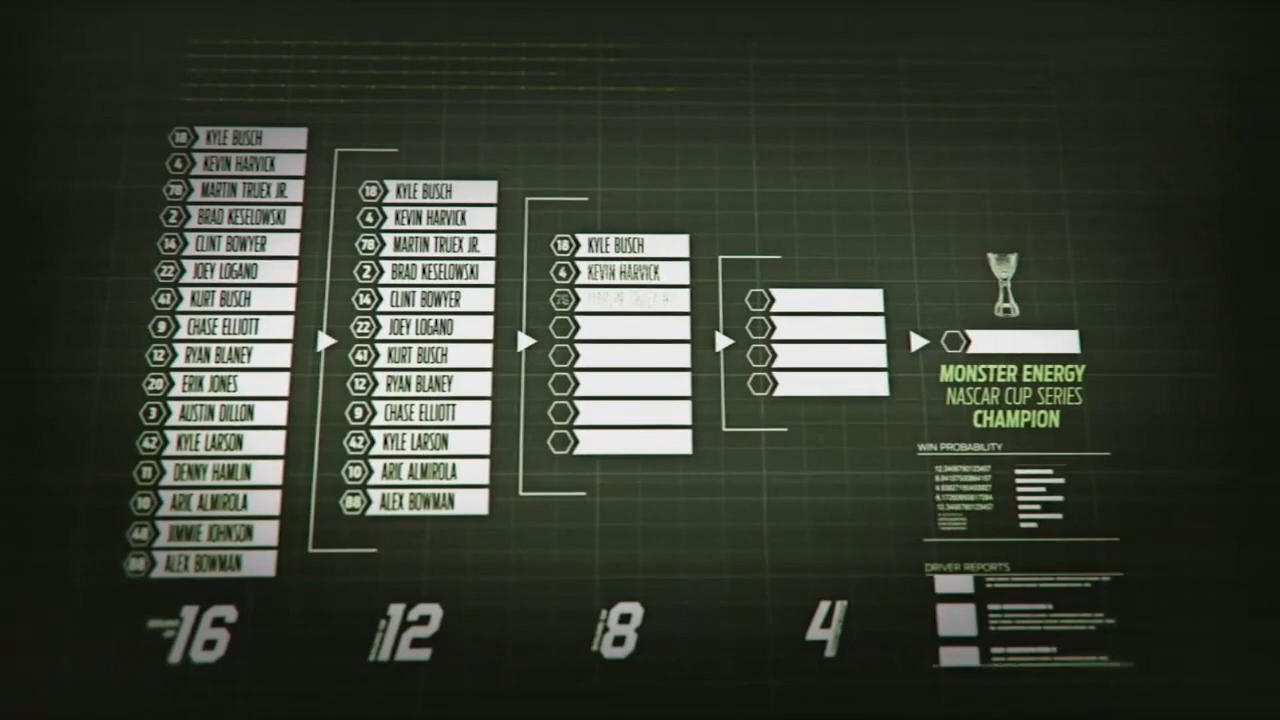 18 KYLE BUSCH
4 KEVIN HARVICK
78 MARTIN TRUEX JR.
2 BRAD KESELOWSKI
14 CLINT BOWYER
22 JOEY LOGANO
41 KURT BUSCH
9 CHASE ELLIOTT
12 RYAN BLANEY
20 ERIK JONES
3 AUSTIN DILLON
42 KYLE LARSON
11 DENNY HAMLIN
10 ARIC ALMIROLA
48 JIMMIE JOHNSON
88 ALEX BOWMAN
16
18 KYLE BUSCH
4 KEVIN HARVICK
78 MARTIN TRUEX JR.
2 BRAD KESELOWSKI
14 CLINT BOWYER
22 JOEY LOGANO
41 KURT BUSCH
12 RYAN BLANEY
9 CHASE ELLIOTT
42 KYLE LARSON
10 ARIC ALMIROLA
88 ALEX BOWMAN
12
18 KYLE BUSCH
4 KEVIN HARVICK
8
4
MONSTER ENERGY
NASCAR CUP SERIES
CHAMPION
WIN PROBABILITY
DRIVER REPORTS